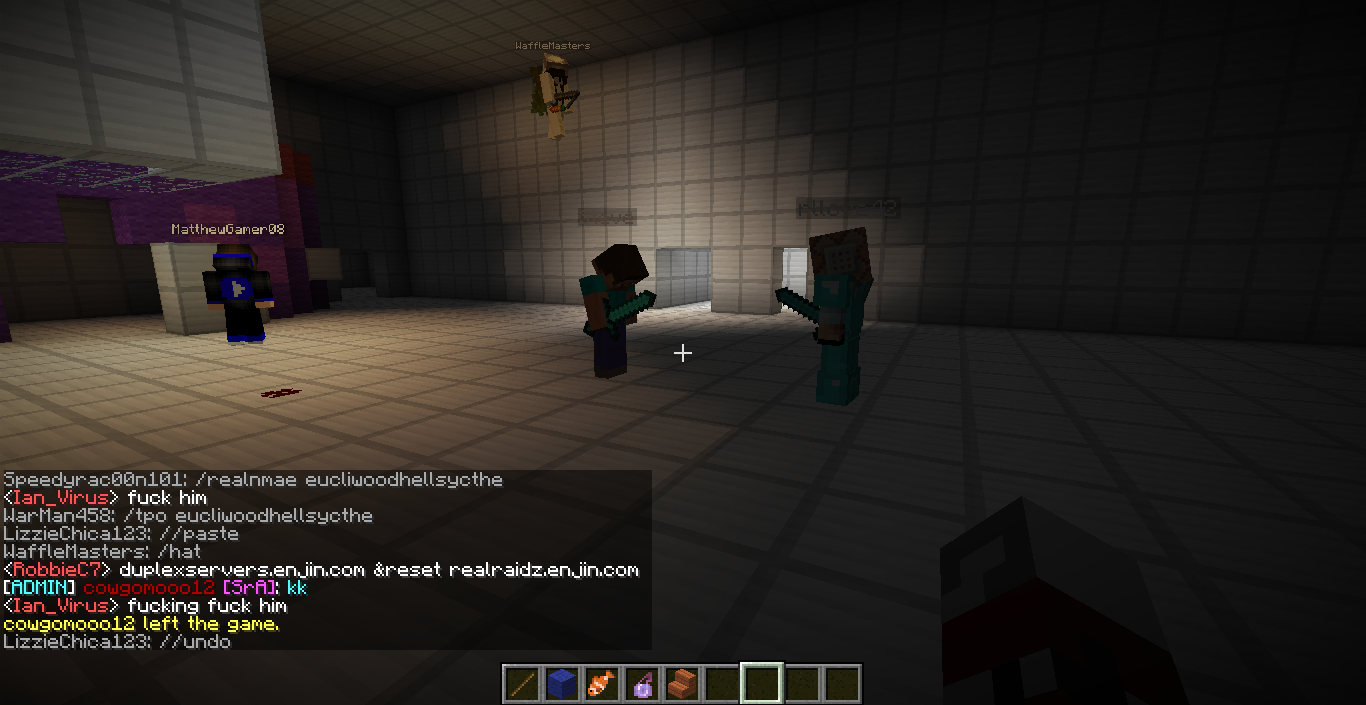 WaffleMasters
MatthewGamer08
Speedyrac00n101: /realnmae eucliwoodhellsycthe
<Ian_Virus> fuck him
WarMan458: /tpo eucliwoodhellsycthe
LizzieChica123: //paste
WaffleMasters: /hat
<RobbieC7> duplexservers.enjin.com &reset realraidz.enjin.com
[ADMIN] cowgomooo12 [SrA]: kk
<Ian_Virus> fucking fuck him
cowgomooo12 left the game.
LizzieChica123: //undo